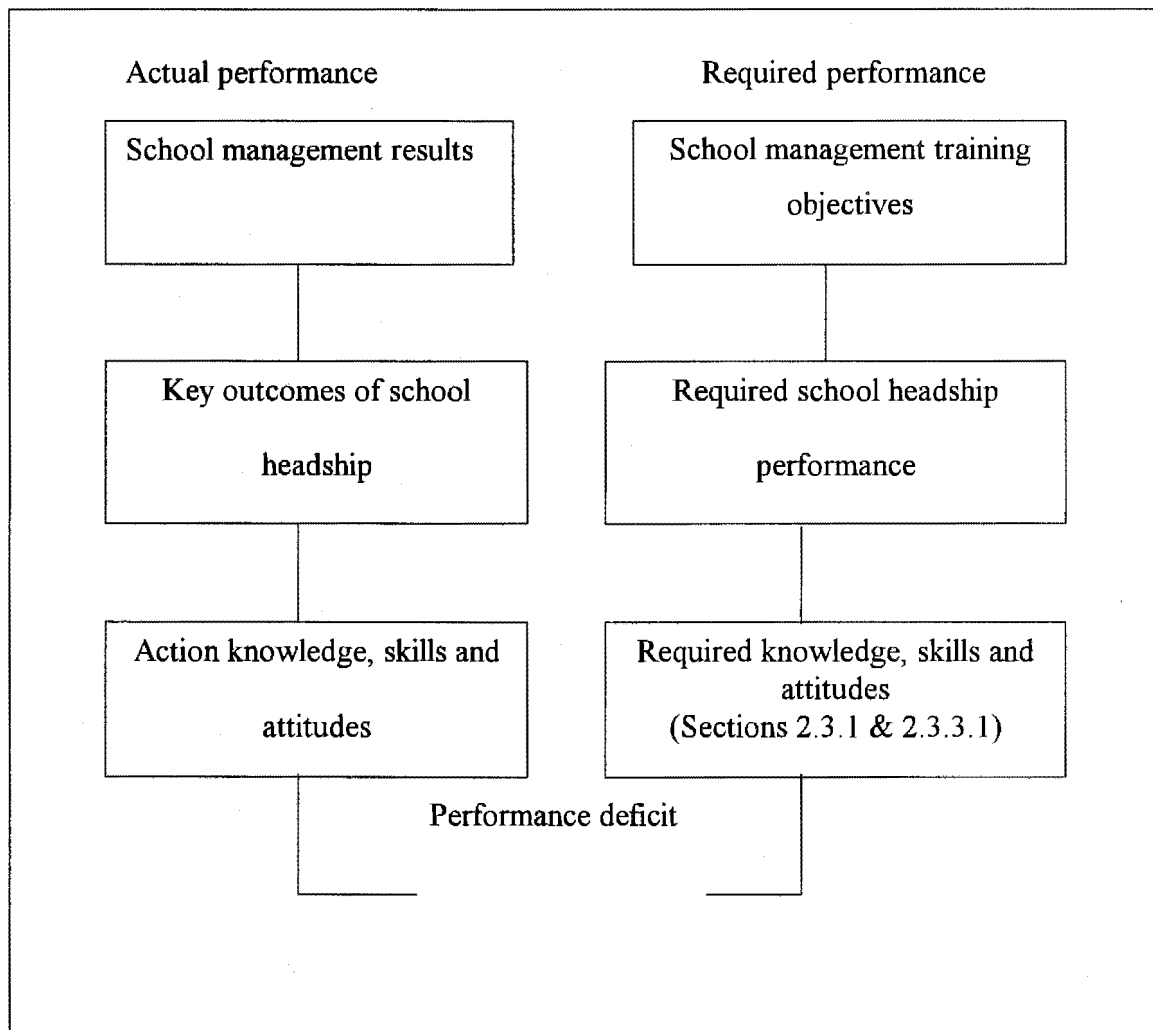 Actual performance
Required performance
School management results
School management training
objectives
Key outcomes of school
headship
Required school headship
performance
Action knowledge, skills and
attitudes
Required knowledge, skills and
attitudes
(Sections 2.3.1 & 2.3.3.1)
Performance deficit